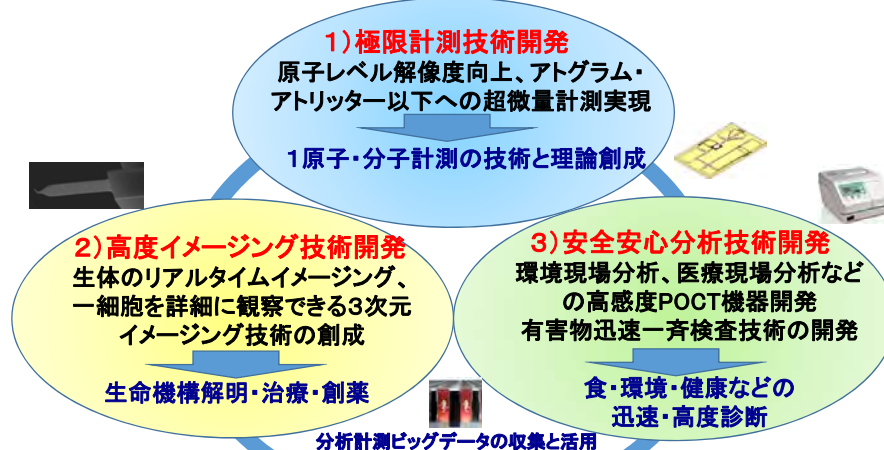 １）極限計測技術開発
原子レベル解像度向上、アトグラム・
アトリッター以下への超微量計測実現
１原子・分子計測の技術と理論創成
２）高度イメージング技術開発
生体のリアルタイムイメージング、
一細胞を詳細に観察できる３次元
イメージング技術の創成
生命機構解明・治療・創薬
３）安全安心分析技術開発
環境現場分析、医療現場分析など
の高感度POCT機器開発
有害物迅速一斉検査技術の開発
食・環境・健康などの
迅速・高度診断
分析計測ビッグデータの収集と活用